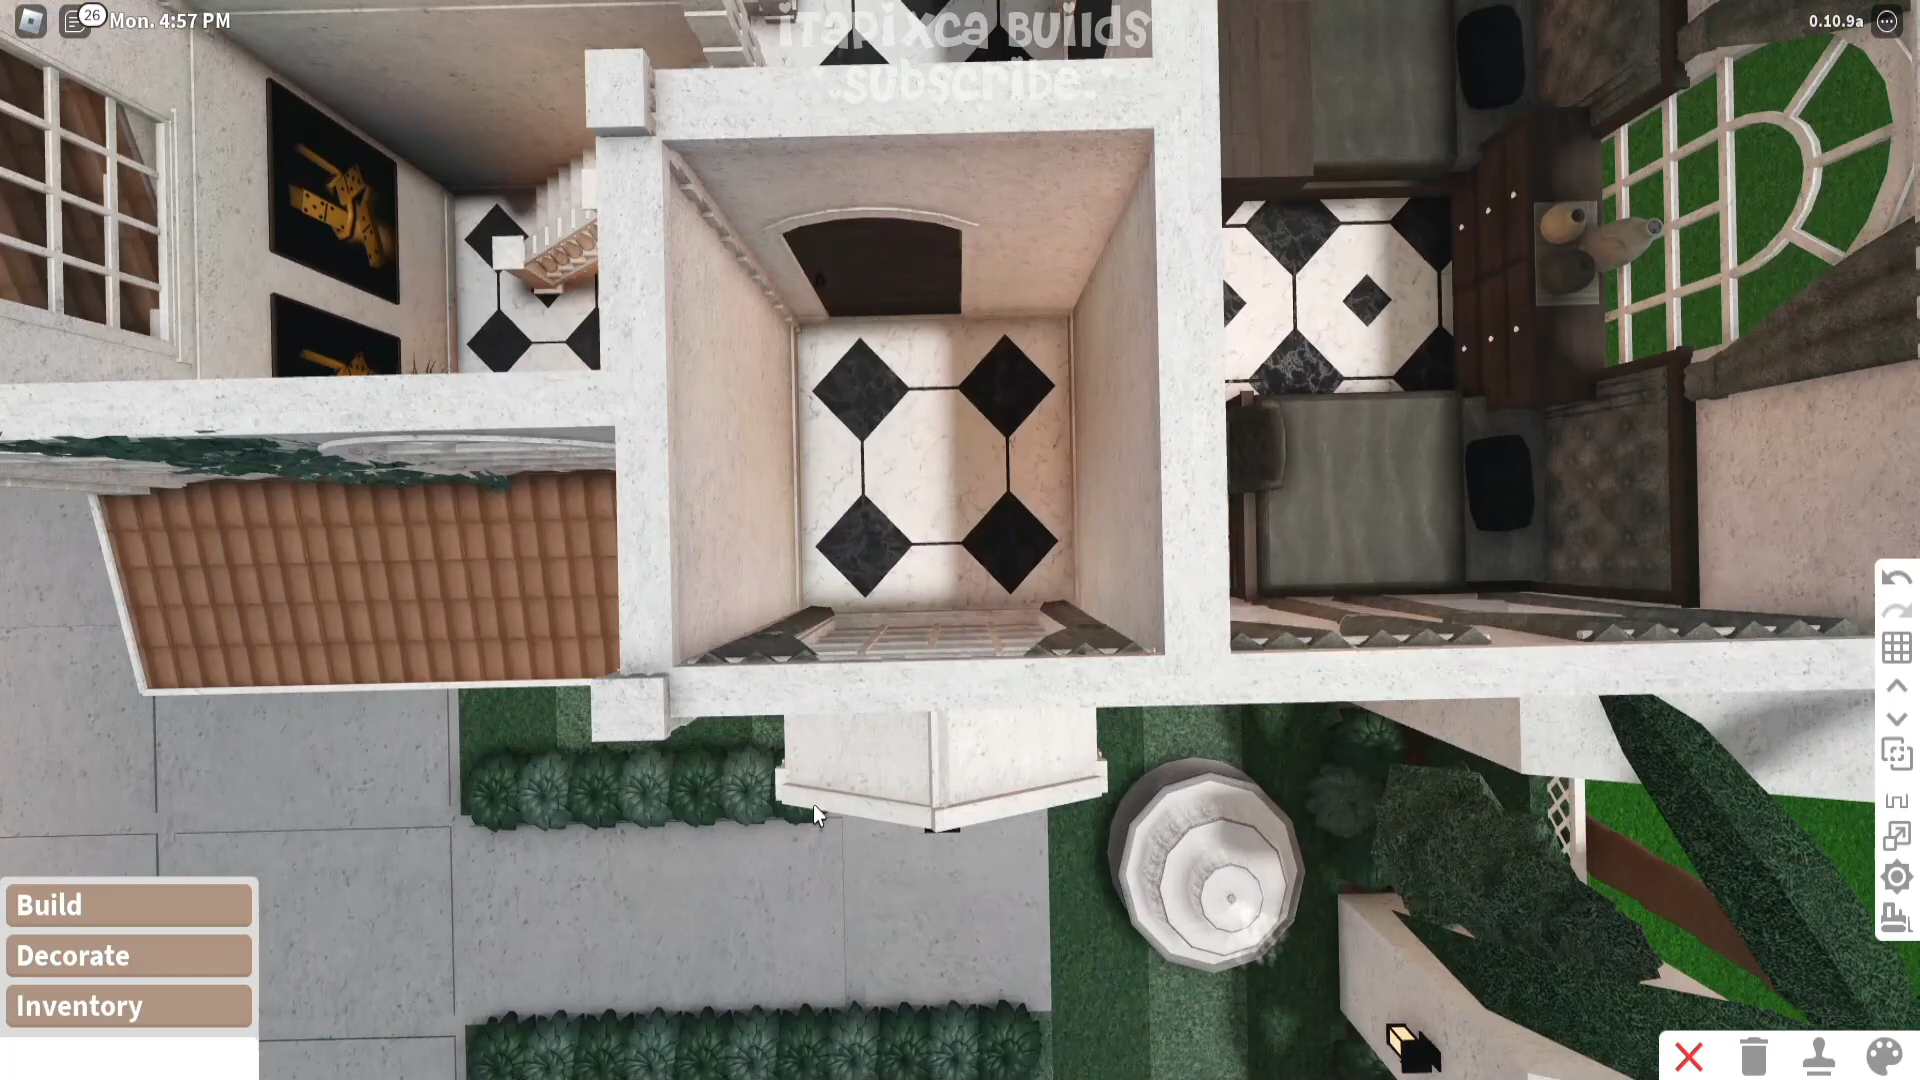 26
Mon. 4:57 PM
iTapixca Builds
subscribe.
0.10.9a
Build
Decorate
Inventory